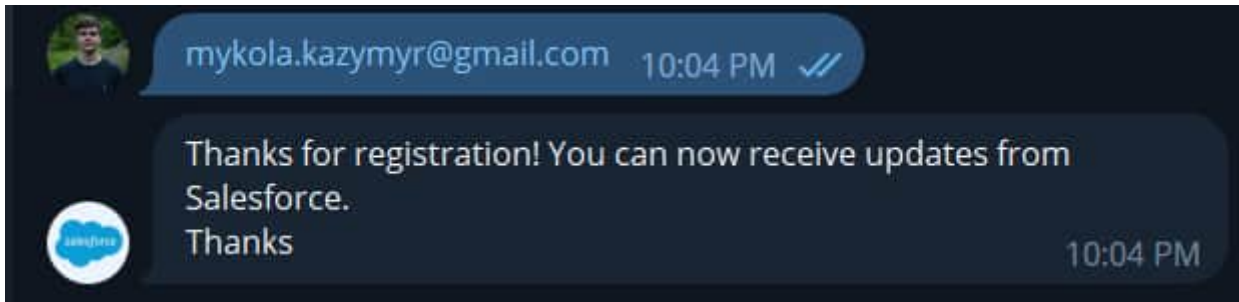 mykola.kazymyr@gmail.com 10:04 PM
Thanks for registration! You can now receive updates from
Salesforce.
Thanks
salesforce
10:04 PM